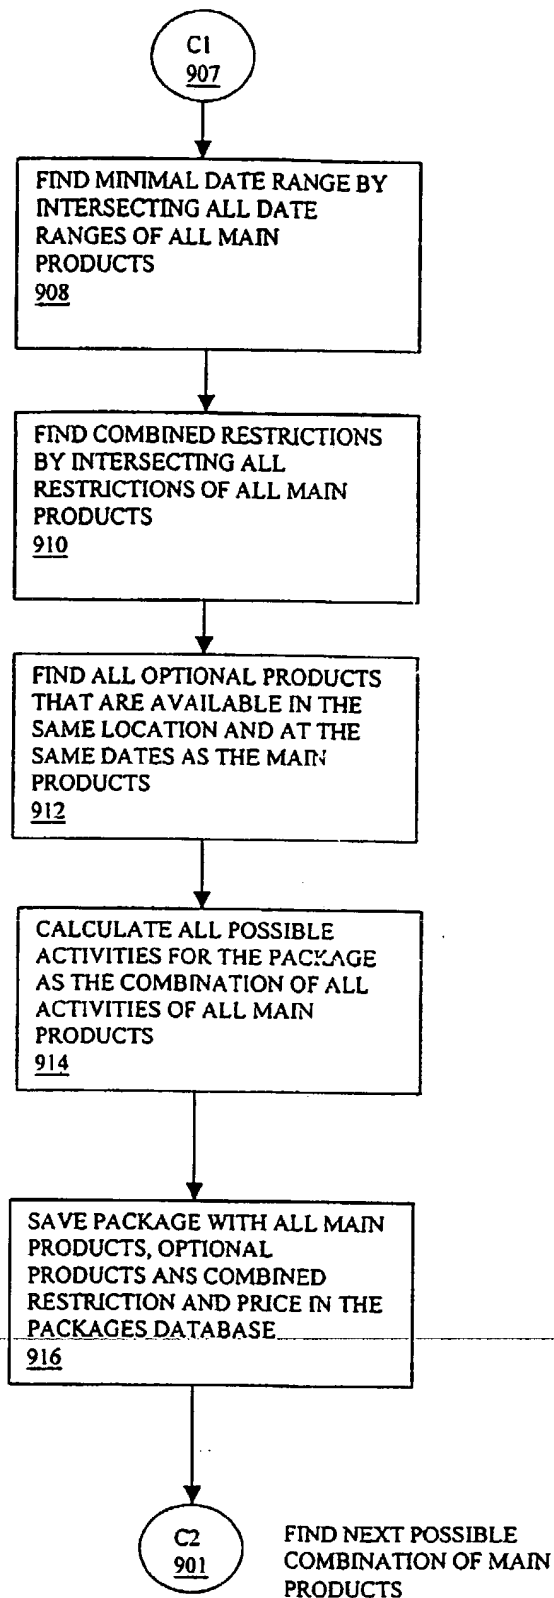 C1
907
FIND MINIMAL DATE RANGE BY
INTERSECTING ALL DATE
RANGES OF ALL MAIN
PRODUCTS
908
FIND COMBINED RESTRICTIONS
BY INTERSECTING ALL
RESTRICTIONS OF ALL MAIN
PRODUCTS
910
FIND ALL OPTIONAL PRODUCTS
THAT ARE AVAILABLE IN THE
SAME LOCATION AND AT THE
SAME DATES AS THE MAIN
PRODUCTS
912
CALCULATE ALL POSSIBLE
ACTIVITIES FOR THE PACKAGE
AS THE COMBINATION OF ALL
ACTIVITIES OF ALL MAIN
PRODUCTS
914
SAVE PACKAGE WITH ALL MAIN
PRODUCTS, OPTIONAL
PRODUCTS ANS COMBINED
RESTRICTION AND PRICE IN THE
PACKAGES DATABASE
916
C2
901
FIND NEXT POSSIBLE
COMBINATION OF MAIN
PRODUCTS